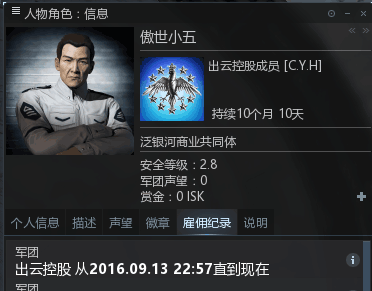 人物角色：信息
傲世小五
出云控股成员 [C.Y.H]
持续10个月 10天
泛银河商业共同体
安全等级：2.8
军团声望：0
赏金：0 ISK
个人信息 描述 声望 徽章 雇佣纪录 说明
军团
出云控股 从2016.09.13 22:57直到现在
军团